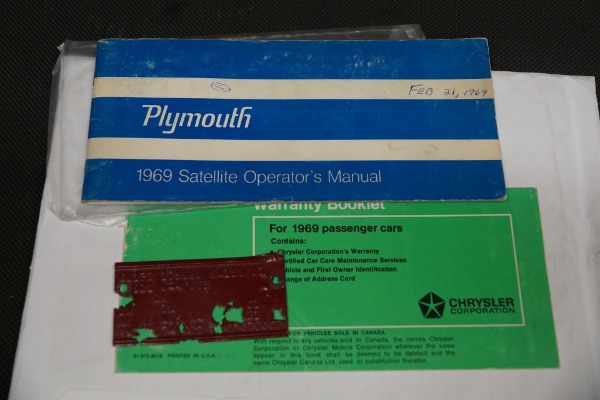 FEB 21, 1969
Plymouth
1969 Satellite Operator's Manual
Warranty Booklet
For 1969 passenger cars
Contains:
Chrysler Corporation's Warranty
Certified Car Care Maintenance Services
Vehicle and First Owner Identification
Change of Address Card
CHRYSLER
CORPORATION
FOR VEHICLES SOLD IN CANADA
With respect to any vehicles sold in Canada, the names Chrysler
Corporation or Chrysler Motors Corporation wherever the same
appear in this book shall be deemed to be deleted and the
name Chrysler Canada Ltd. used in substitution therefor.
PRINTED IN U.S.A.